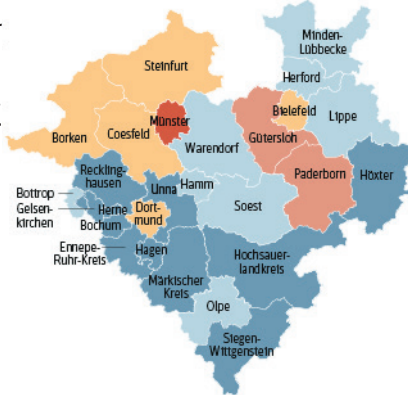 Minden-
Lübbecke
Steinfurt
Herford
Münster
Bielefeld
Lippe
Borken
Coesfeld
Gütersloh
Warendorf
Reckling-
hausen
Paderborn
Höxter
Bottrop
Unna
Hamm
Gelsen-
kirchen
Herne
Dort-
mund
Soest
Bochum
Ennepe-
Ruhr-Kreis
Hagen
Hochsauer-
landkreis
Märkischer
Kreis
Olpe
Siegen-
Wittgenstein